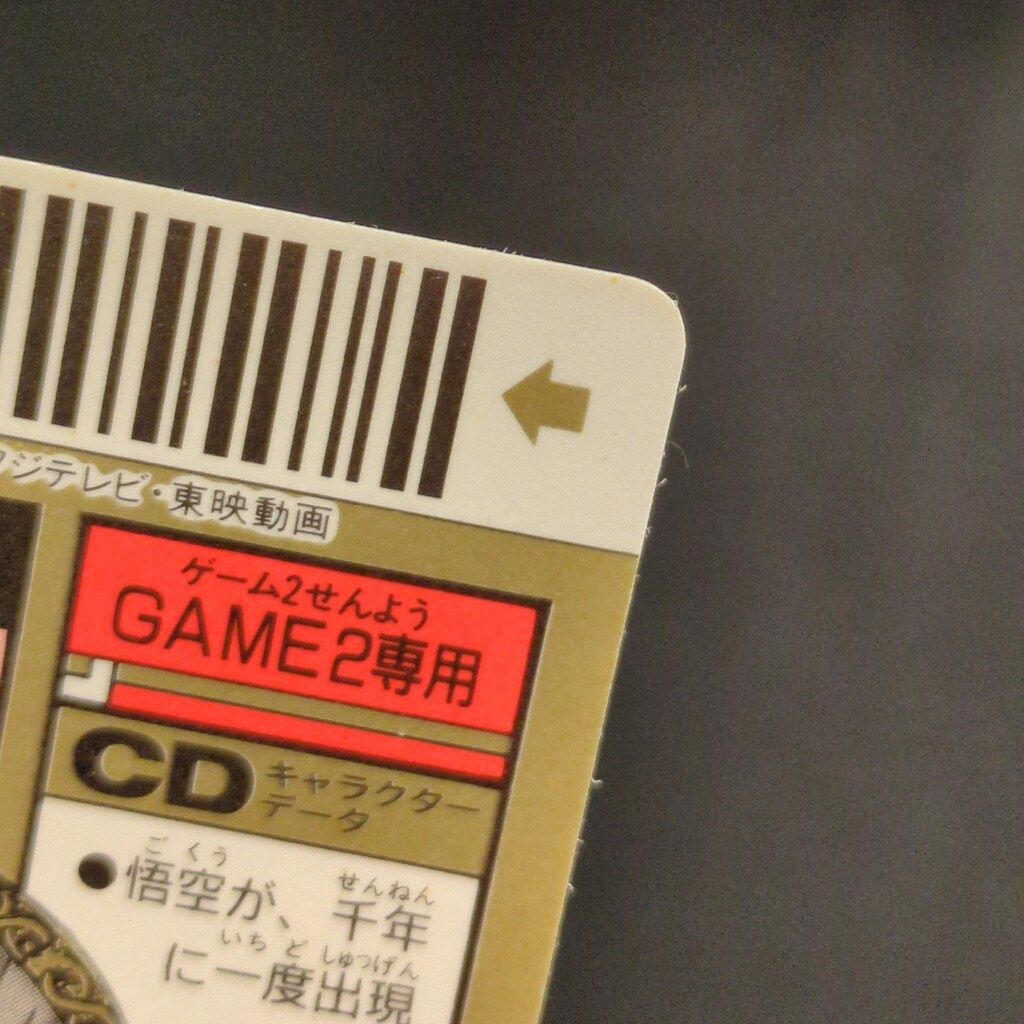 フジテレビ・東映動画
ゲーム2せんよう
GAME2専用
CD キャラクター
データ
ごくう せんねん
●悟空が、千年
いちど しゅつげん
に一度出現